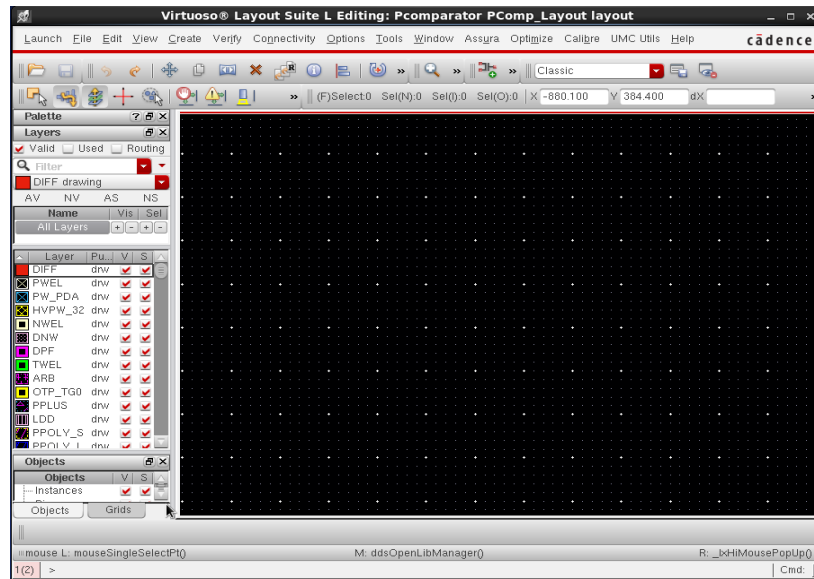 Virtuoso® Layout Suite L Editing: Pcomparator PComp_Layout layout
Launch File Edit View Create Verify Connectivity Options Tools Window Assura Optimize Calibre UMC Utils Help cādence
» » » Classic
» (F)Select:0 Sel(N):0 Sel(I):0 Sel(O):0 X -880.100 Y 384.400 dX »
Palette
Layers
Valid Used Routing
Filter
DIFF drawing
AV NV AS NS
Name Vis Sel
All Layers + - + -
Layer Pu... V S
DIFF drw
PWEL drw
PW_PDA drw
HVPW_32 drw
NWEL drw
DNW drw
DPF drw
TWEL drw
ARB drw
OTP_TG0 drw
PPLUS drw
LDD drw
PPOLY_S drw
Objects
Objects V S
Instances
Objects Grids
mouse L: mouseSingleSelectPt() M: ddsOpenLibManager() R: _lxHiMousePopUp()
1(2) > Cmd: